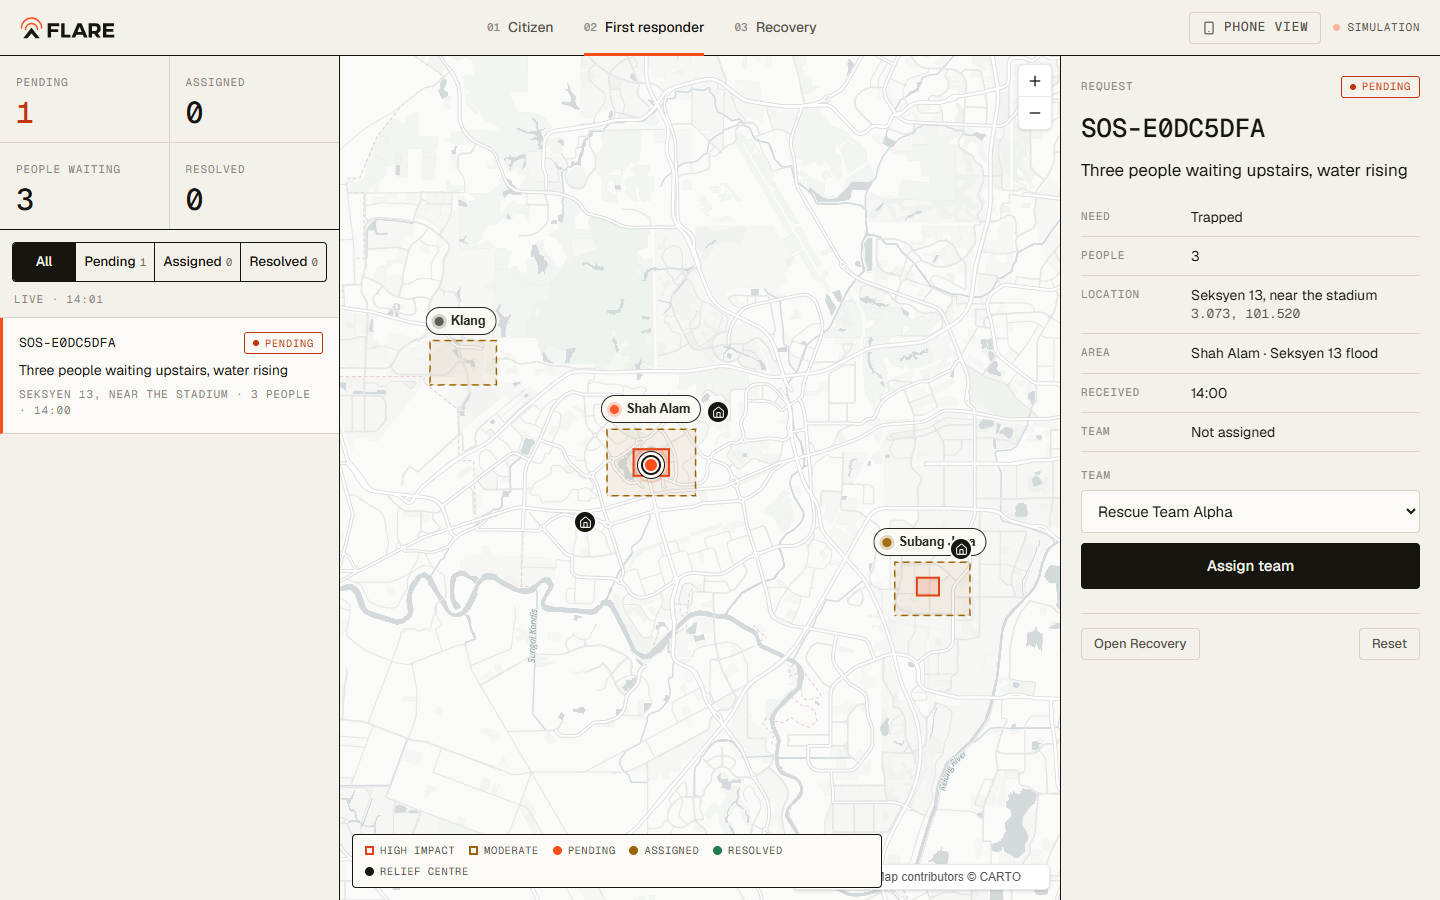 FLARE
01 Citizen
02 First responder
03 Recovery
PHONE VIEW
SIMULATION
PENDING
1
ASSIGNED
0
PEOPLE WAITING
3
RESOLVED
0
All
Pending 1
Assigned 0
Resolved 0
LIVE · 14:01
SOS-E0DC5DFA
PENDING
Three people waiting upstairs, water rising
SEKSYEN 13, NEAR THE STADIUM · 3 PEOPLE
· 14:00
+
−
Klang
Shah Alam
Subang
Sungai Kandis
Kelang River
HIGH IMPACT
MODERATE
PENDING
ASSIGNED
RESOLVED
RELIEF CENTRE
contributors © CARTO
REQUEST
PENDING
SOS-E0DC5DFA
Three people waiting upstairs, water rising
NEED
Trapped
PEOPLE
3
LOCATION
Seksyen 13, near the stadium
3.073, 101.520
AREA
Shah Alam · Seksyen 13 flood
RECEIVED
14:00
TEAM
Not assigned
TEAM
Rescue Team Alpha
Assign team
Open Recovery
Reset